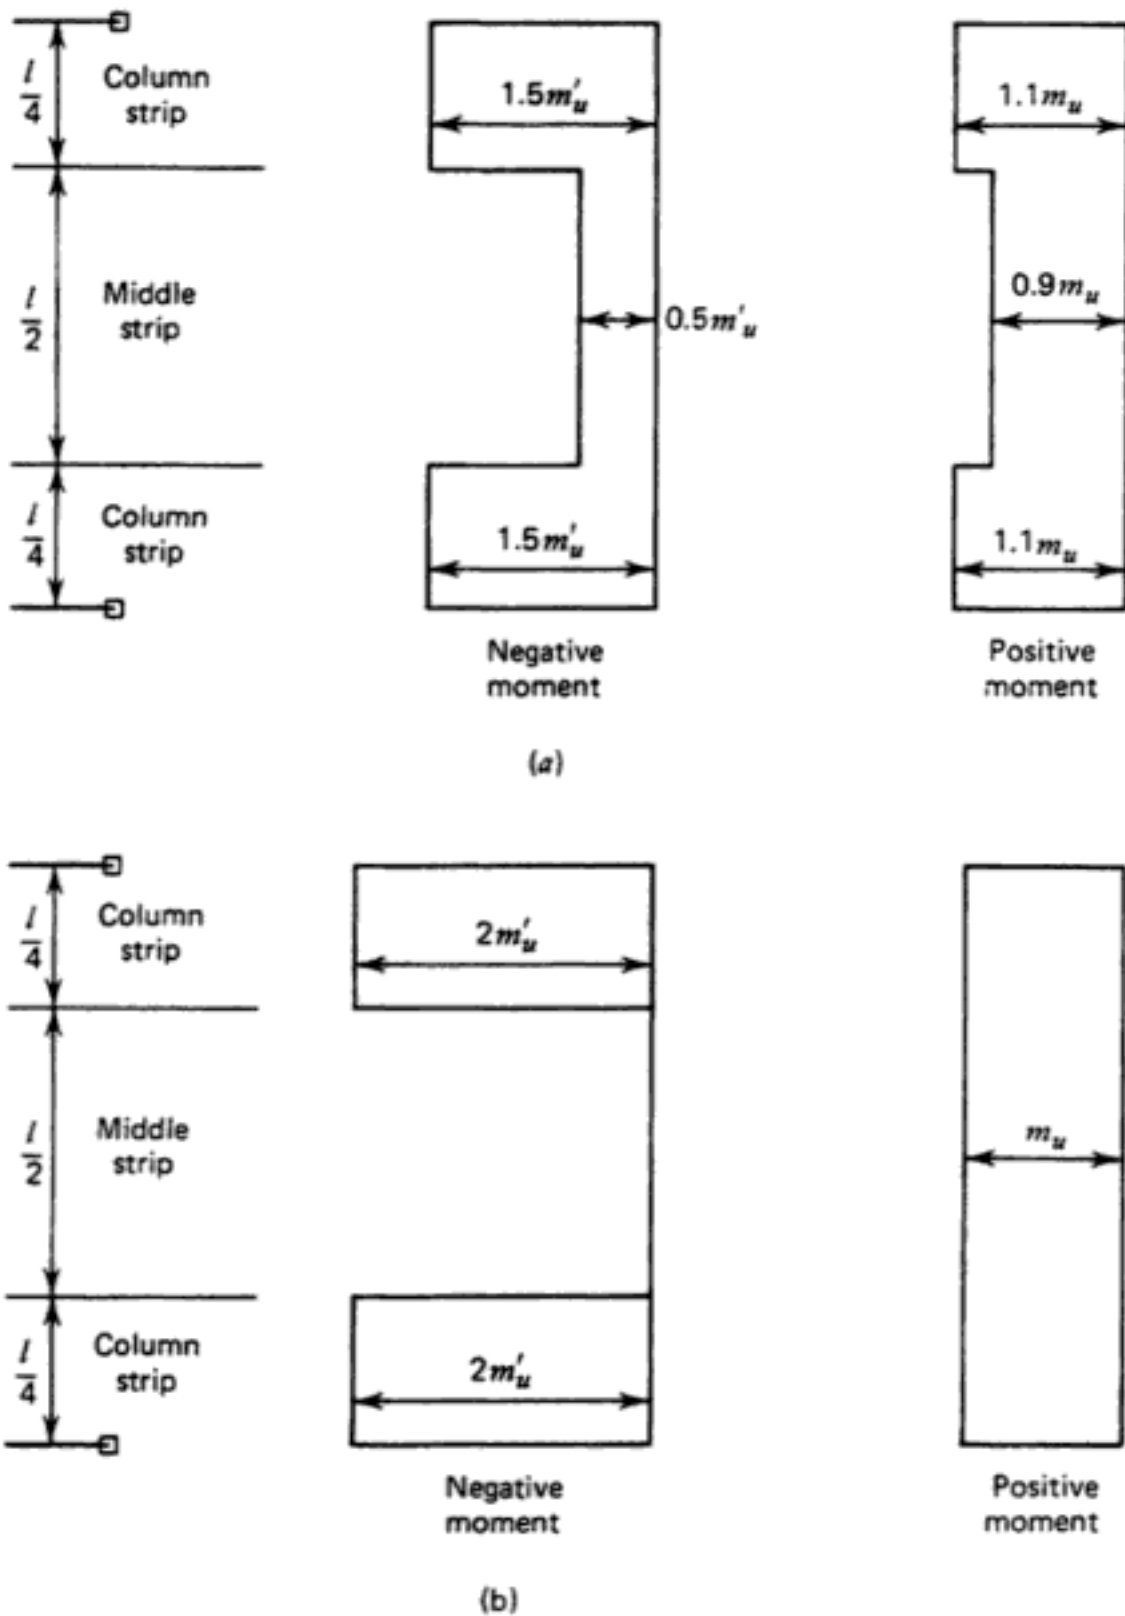 l/4
Column
strip
1.5m′u
1.1mu
l/2
Middle
strip
0.5m′u
0.9mu
l/4
Column
strip
1.5m′u
1.1mu
Negative
moment
Positive
moment
(a)
l/4
Column
strip
2m′u
l/2
Middle
strip
mu
l/4
Column
strip
2m′u
Negative
moment
Positive
moment
(b)